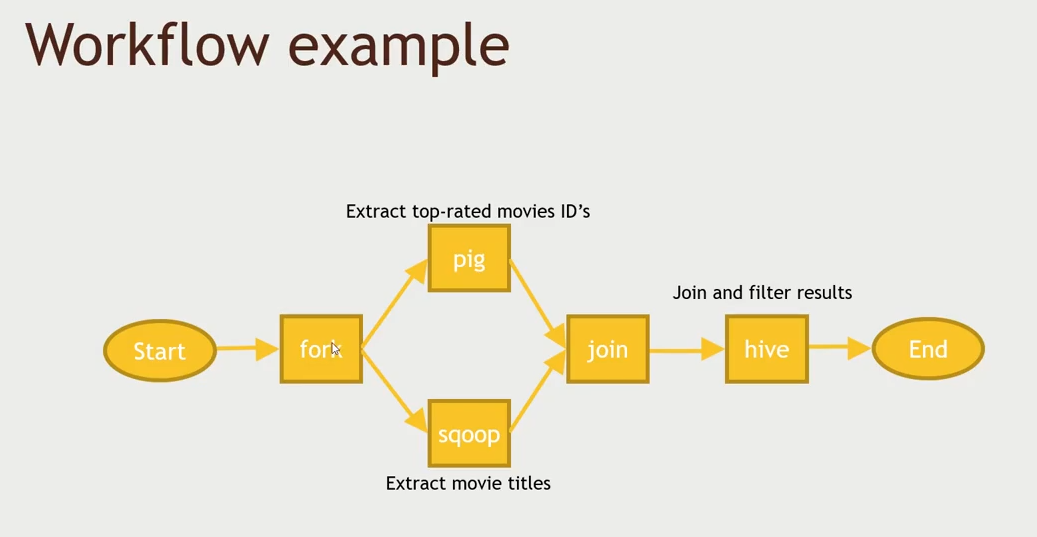 Workflow example
Extract top-rated movies ID’s
pig
Join and filter results
Start
fork
join
hive
End
sqoop
Extract movie titles